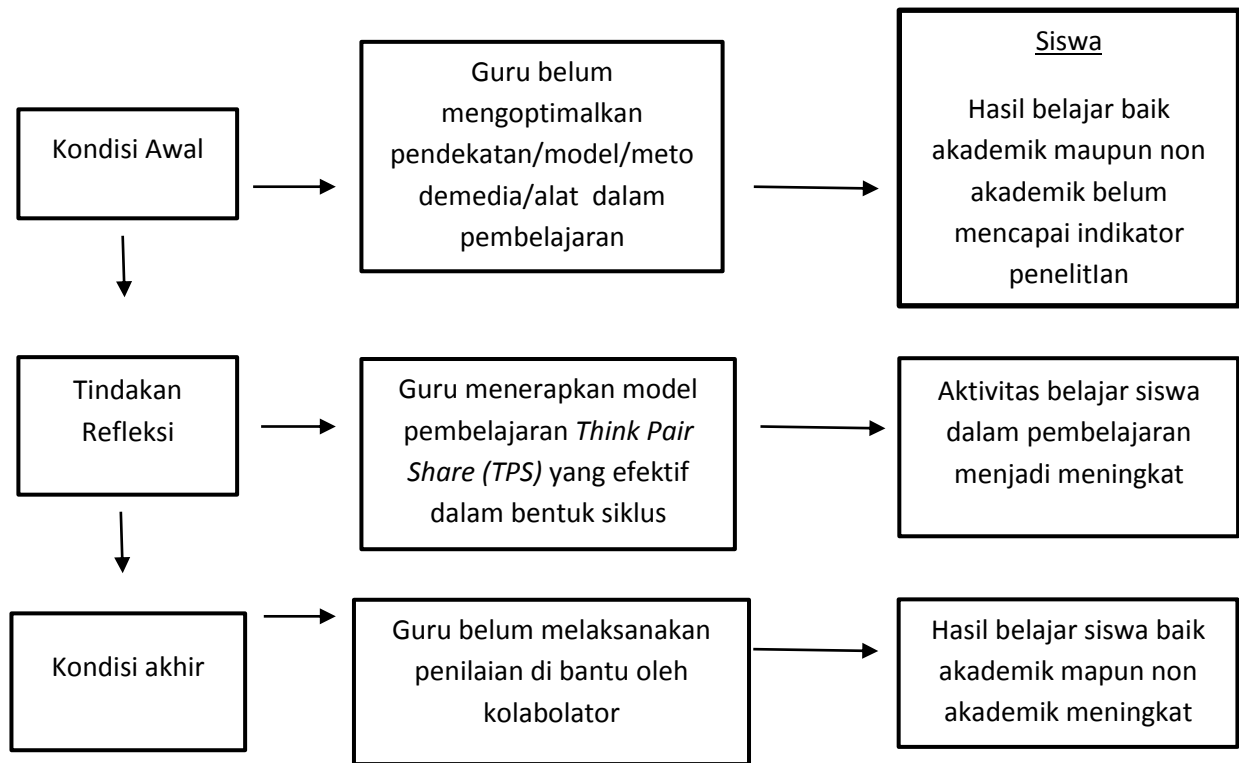 Kondisi Awal
Guru belum
mengoptimalkan
pendekatan/model/meto
demedia/alat dalam
pembelajaran
Siswa
Hasil belajar baik
akademik maupun non
akademik belum
mencapai indikator
penelitIan
Tindakan
Refleksi
Guru menerapkan model
pembelajaran Think Pair
Share (TPS) yang efektif
dalam bentuk siklus
Aktivitas belajar siswa
dalam pembelajaran
menjadi meningkat
Kondisi akhir
Guru belum melaksanakan
penilaian di bantu oleh
kolabolator
Hasil belajar siswa baik
akademik mapun non
akademik meningkat